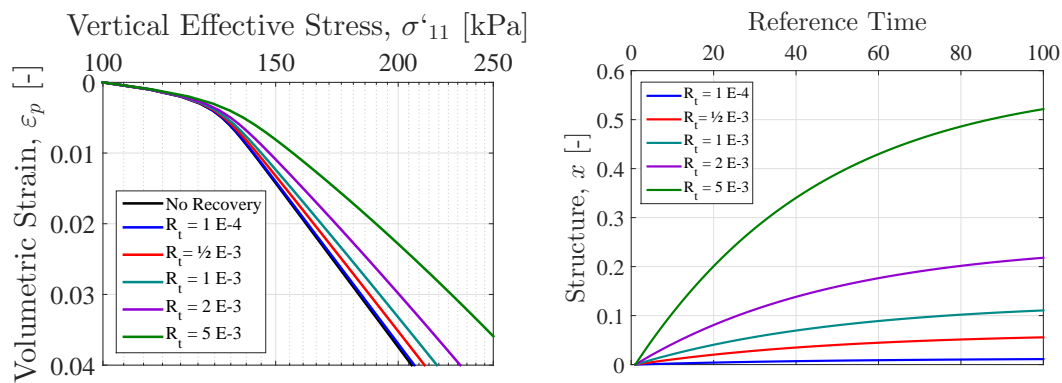 Vertical Effective Stress, σ‘₁₁ [kPa]
100 150 200 250
Volumetric Strain, εₚ [-]
0
0.01
0.02
0.03
0.04
No Recovery
Rₜ = 1 E-4
Rₜ= ½ E-3
Rₜ = 1 E-3
Rₜ = 2 E-3
Rₜ = 5 E-3
Reference Time
0 20 40 60 80 100
Structure, x [-]
0.6
0.5
0.4
0.3
0.2
0.1
0
Rₜ = 1 E-4
Rₜ= ½ E-3
Rₜ = 1 E-3
Rₜ = 2 E-3
Rₜ = 5 E-3